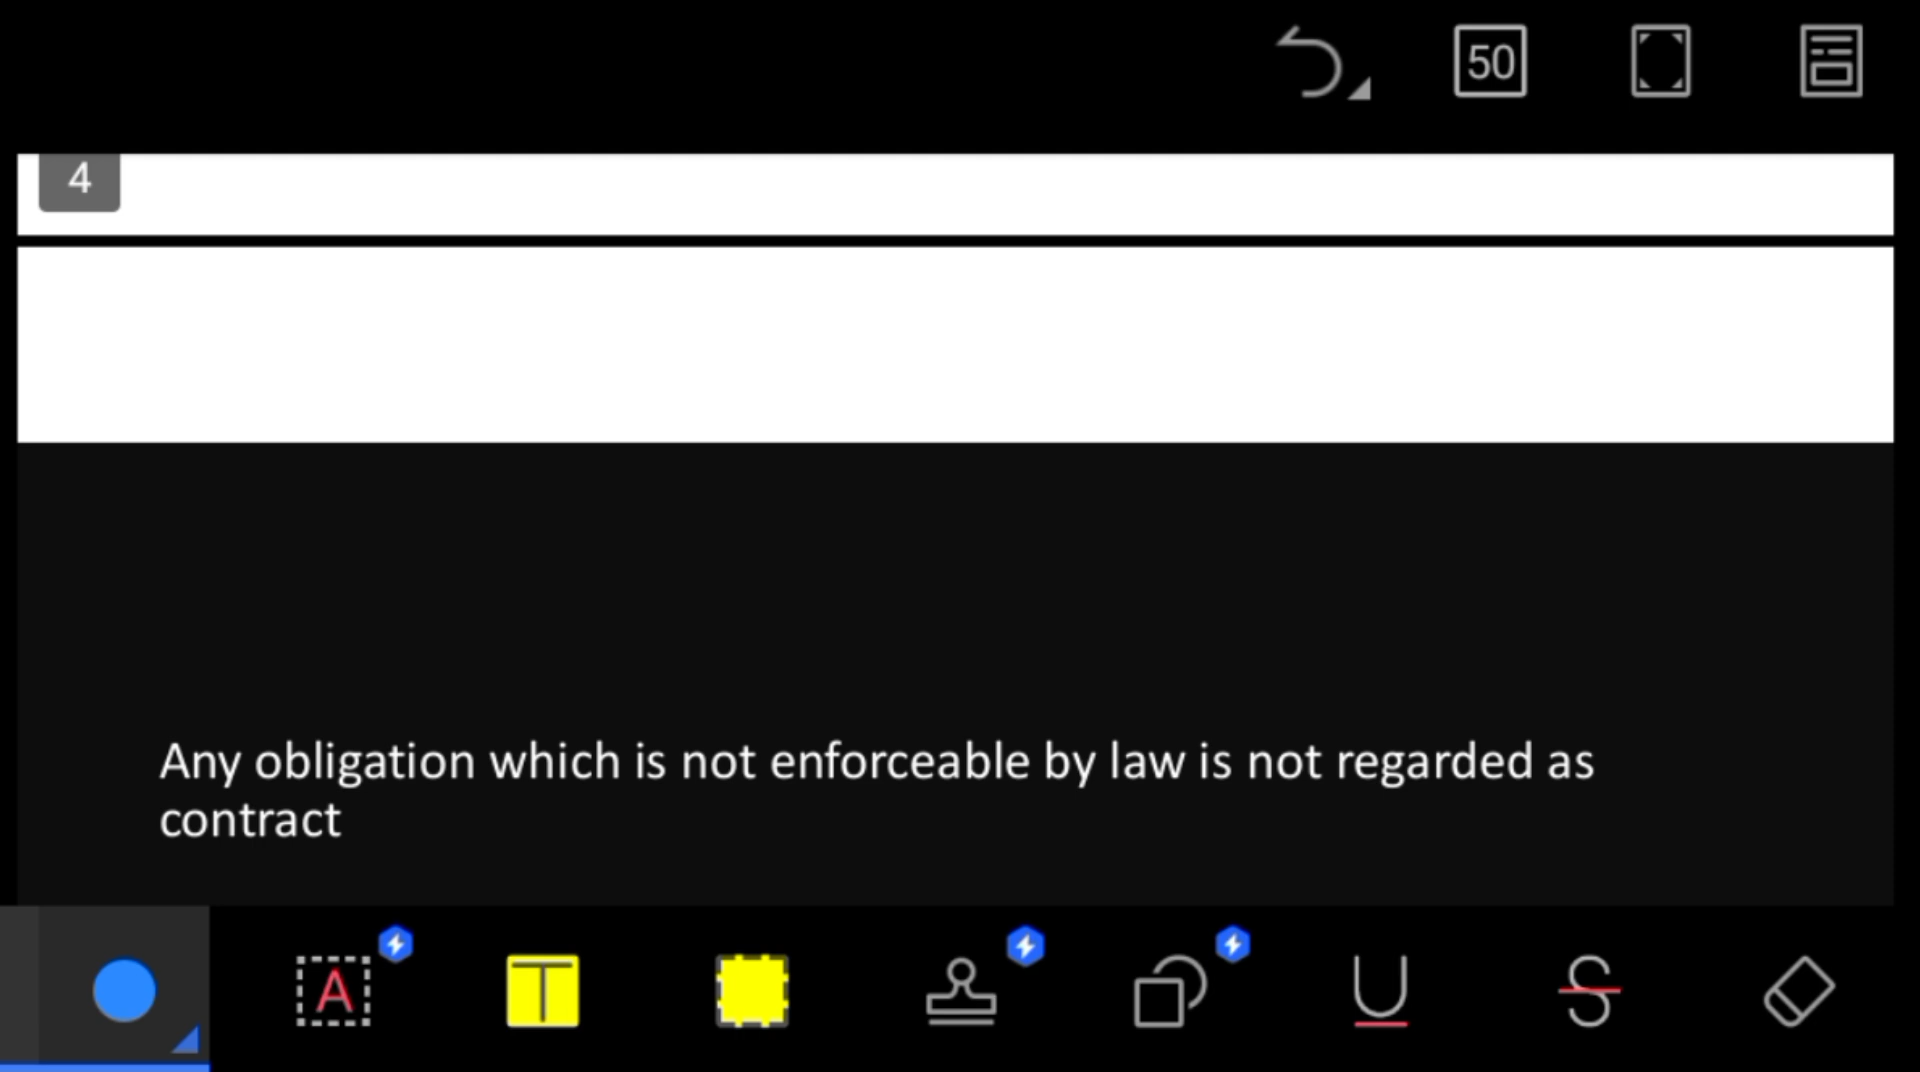 50
4
Any obligation which is not enforceable by law is not regarded as
contract
A
T
U
S